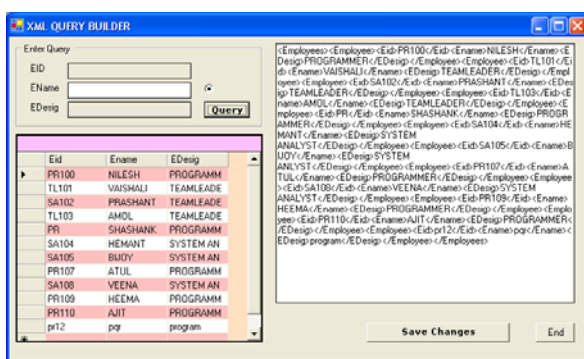 XML QUERY BUILDER
Enter Query
EID
EName
EDesig
Query
Eid Ename EDesig
PR100 NILESH PROGRAMM
TL101 VAISHALI TEAMLEADE
SA102 PRASHANT TEAMLEADE
TL103 AMOL TEAMLEADE
PR SHASHANK PROGRAMM
SA104 HEMANT SYSTEM AN
SA105 BIJOY SYSTEM AN
PR107 ATUL PROGRAMM
SA108 VEENA SYSTEM AN
PR109 HEEMA PROGRAMM
PR110 AJIT PROGRAMM
pr12 pqr program
<Employees><Employee><Eid>PR100</Eid><Ename>NILESH</Ename><E
Desig>PROGRAMMER</EDesig></Employee><Employee><Eid>TL101</Ei
d><Ename>VAISHALI</Ename><EDesig>TEAMLEADER</EDesig></Empl
oyee><Employee><Eid>SA102</Eid><Ename>PRASHANT</Ename><EDes
ig>TEAMLEADER</EDesig></Employee><Employee><Eid>TL103</Eid><E
name>AMOL</Ename><EDesig>TEAMLEADER</EDesig></Employee><E
mployee><Eid>PR</Eid><Ename>SHASHANK</Ename><EDesig>PROGR
AMMER</EDesig></Employee><Employee><Eid>SA104</Eid><Ename>HE
MANT</Ename><EDesig>SYSTEM
ANALYST</EDesig></Employee><Employee><Eid>SA105</Eid><Ename>B
IJOY</Ename><EDesig>SYSTEM
ANLYST</EDesig></Employee><Employee><Eid>PR107</Eid><Ename>A
TUL</Ename><EDesig>PROGRAMMER</EDesig></Employee><Employee
><Eid>SA108</Eid><Ename>VEENA</Ename><EDesig>SYSTEM
ANALYST</EDesig></Employee><Employee><Eid>PR109</Eid><Ename>
HEEMA</Ename><EDesig>PROGRAMMER</EDesig></Employee><Emplo
yee><Eid>PR110</Eid><Ename>AJIT</Ename><EDesig>PROGRAMMER<
/EDesig></Employee><Employee><Eid>pr12</Eid><Ename>pqr</Ename><
EDesig>program</EDesig></Employee></Employees>
Save Changes
End